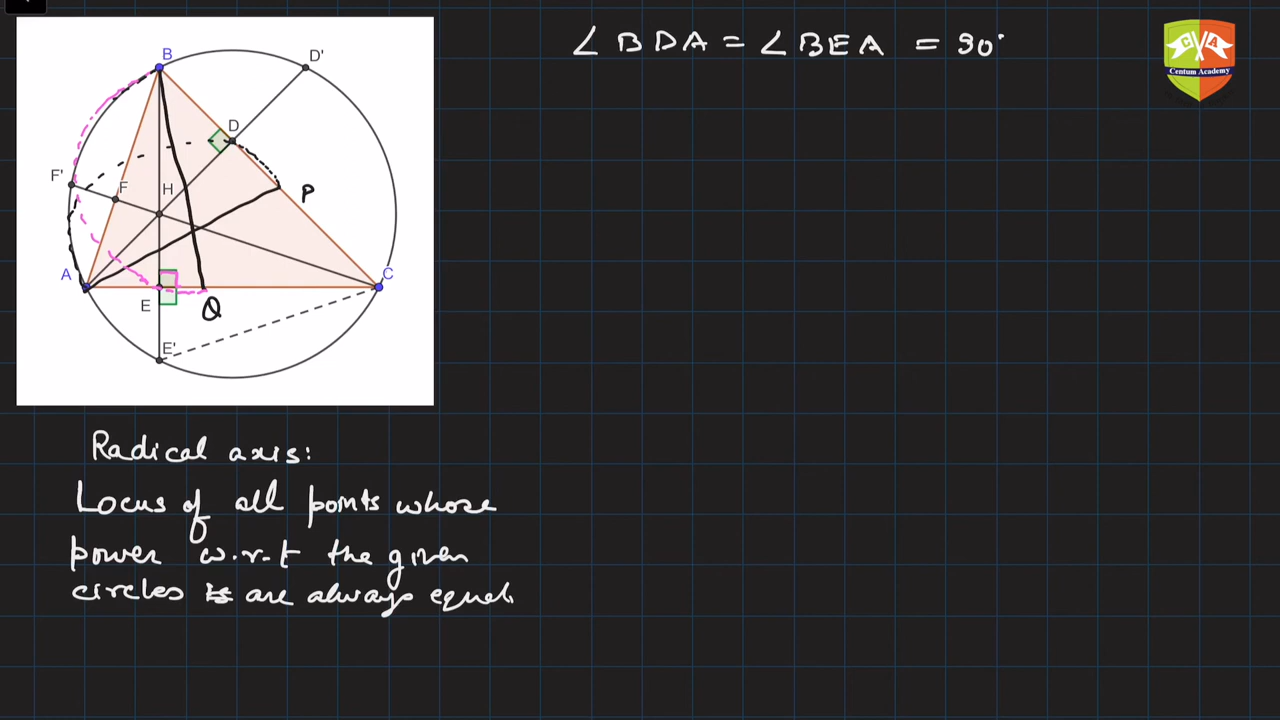 ∠BDA = ∠BEA = 90°
C A
Centum Academy
B
D'
D
F'
F
H
P
A
C
E
Q
E'
Radical axis:
Locus of all points whose
power w.r.t the given
circles are always equal.